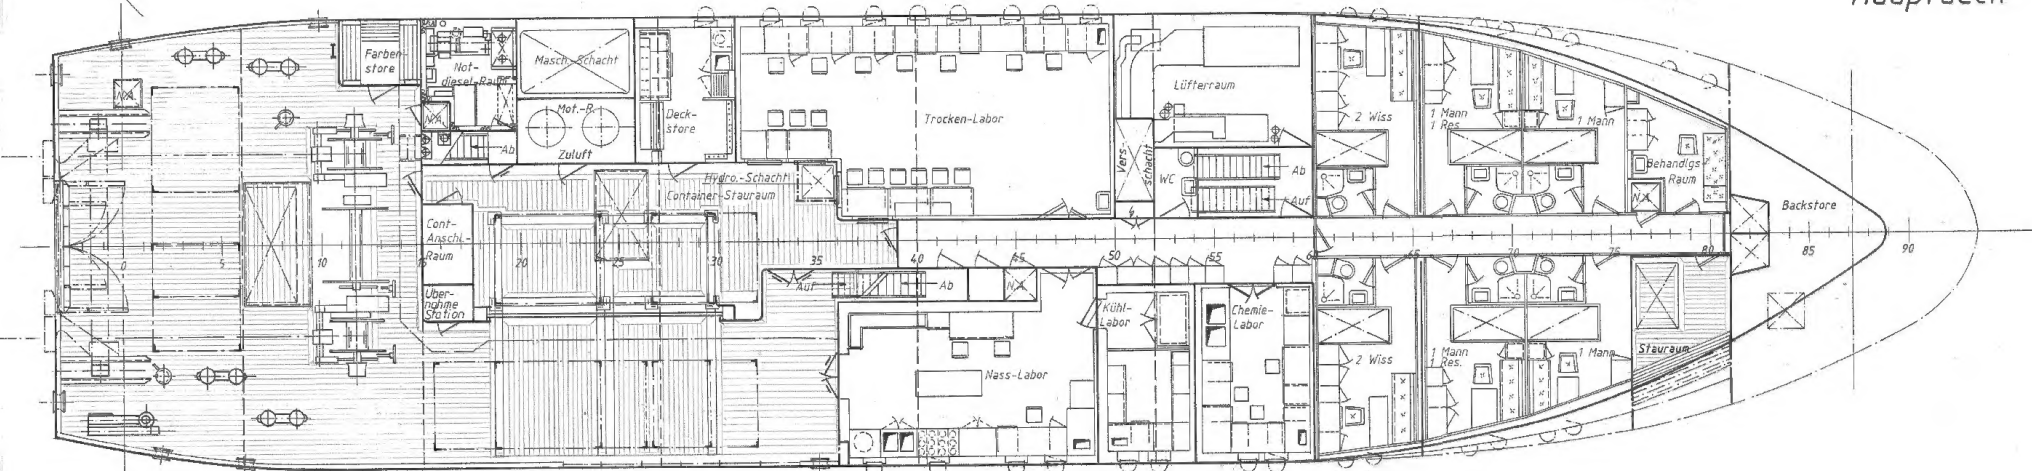 Hauptdeck
Farben-
store
Not-
diesel-Raum
Masch.-Schacht
Mot.-R.
Zuluft
Deck-
store
Trocken-Labor
Lüfterraum
Vers.
schacht
WC
Ab
Auf
2 Wiss
1 Mann
1 Res.
1 Mann
Behandlgs-
Raum
N.A.
N.A.
N.A.
Ab
Hydro.-Schacht
Container-Stauraum
Cont-
Anschl.-
Raum
Über-
nahme
Station
Backstore
0 5 10 15 20 25 30 35 40 45 50 55 60 65 70 75 80 85 90
Auf
Ab
N.A.
Kühl-
Labor
Chemie-
Labor
Nass-Labor
2 Wiss
1 Mann
1 Res.
1 Mann
Stauraum